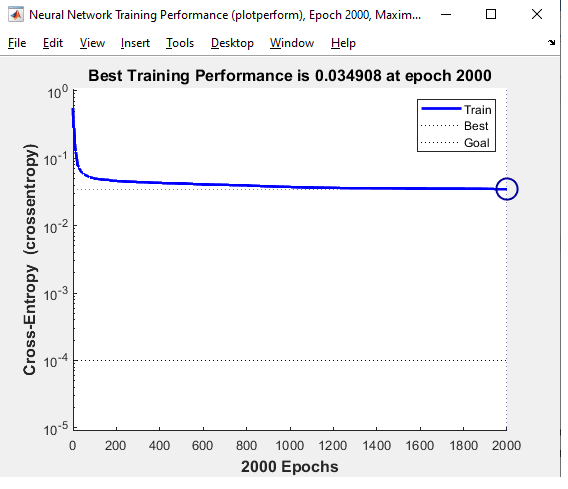 Neural Network Training Performance (plotperform), Epoch 2000, Maxim...
File Edit View Insert Tools Desktop Window Help
Best Training Performance is 0.034908 at epoch 2000
Train
Best
Goal
10^0
10^-1
10^-2
10^-3
10^-4
10^-5
Cross-Entropy (crossentropy)
0 200 400 600 800 1000 1200 1400 1600 1800 2000
2000 Epochs